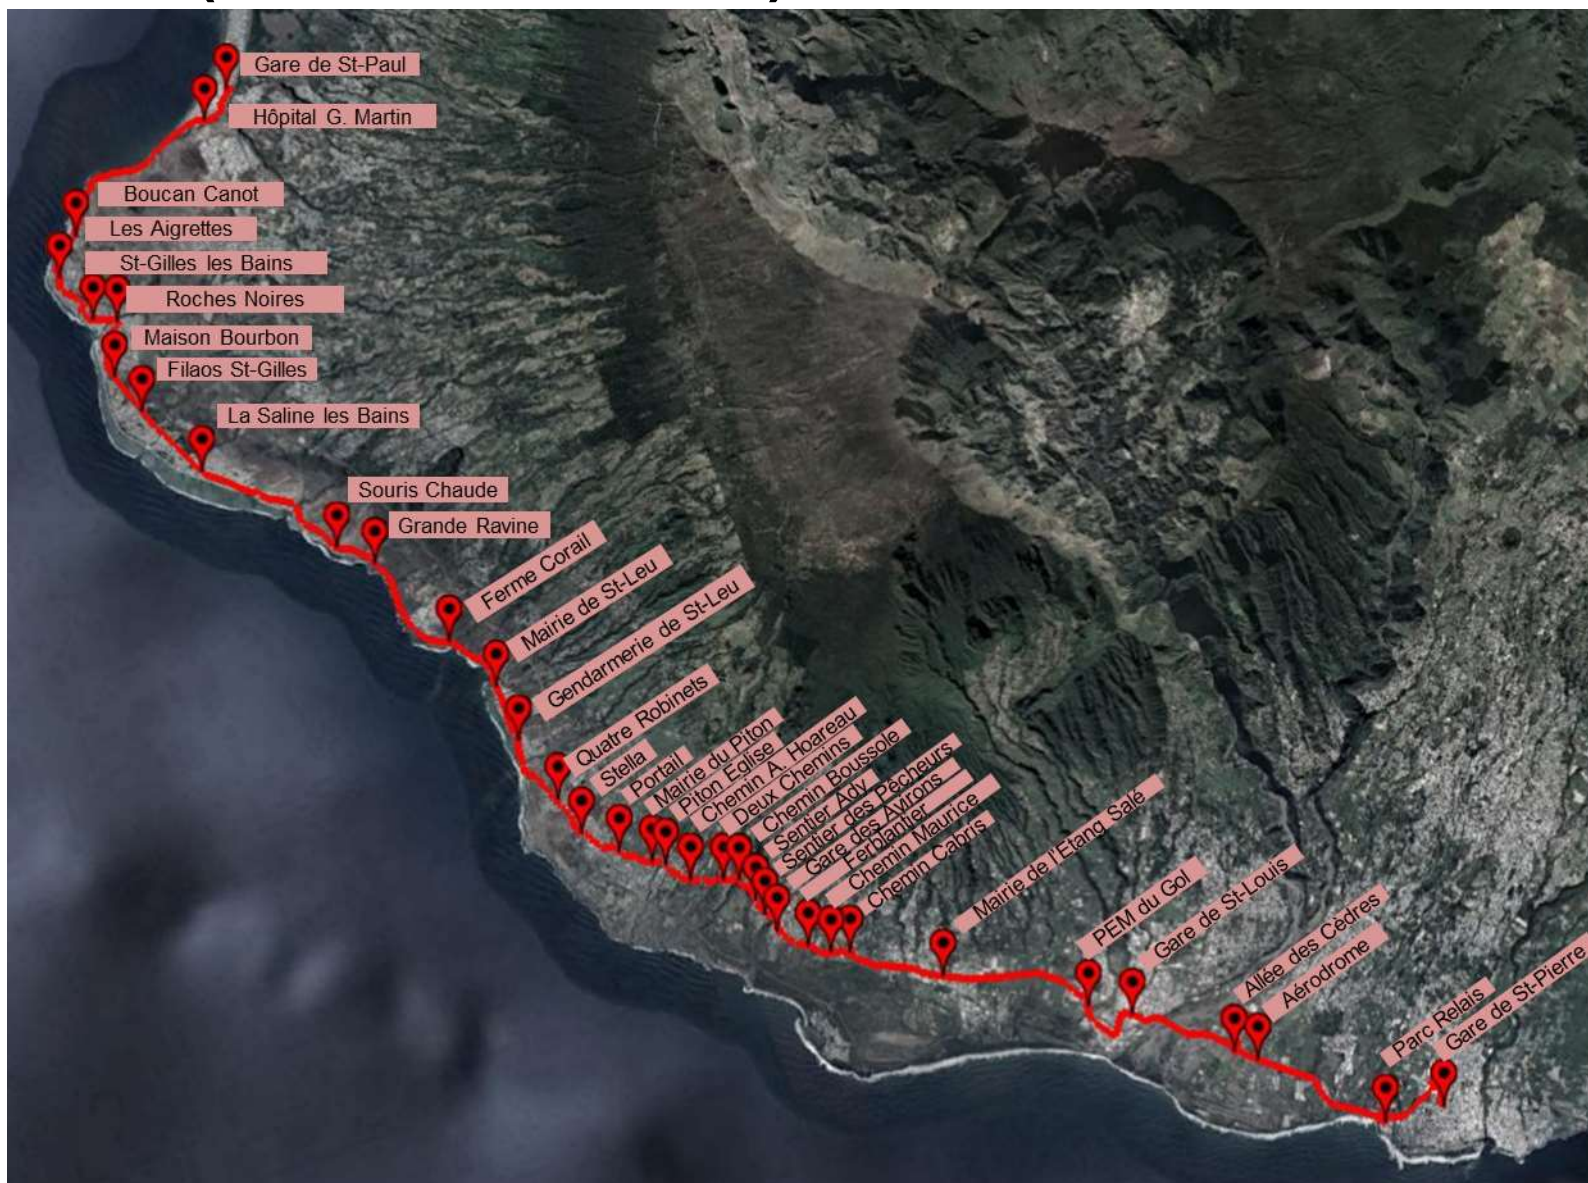 Gare de St-Paul
Hôpital G. Martin
Boucan Canot
Les Aigrettes
St-Gilles les Bains
Roches Noires
Maison Bourbon
Filaos St-Gilles
La Saline les Bains
Souris Chaude
Grande Ravine
Ferme Corail
Mairie de St-Leu
Gendarmerie de St-Leu
Quatre Robinets
Stella
Portail
Mairie du Piton
Piton Eglise
Chemin A. Hoareau
Deux Chemins
Chemin Boussole
Sentier Ady
Sentier des Pêcheurs
Gare des Avirons
Ferblantier
Chemin Maurice
Chemin Cabris
Mairie de l'Etang Salé
PEM du Gol
Gare de St-Louis
Allée des Cèdres
Aérodrome
Parc Relais
Gare de St-Pierre